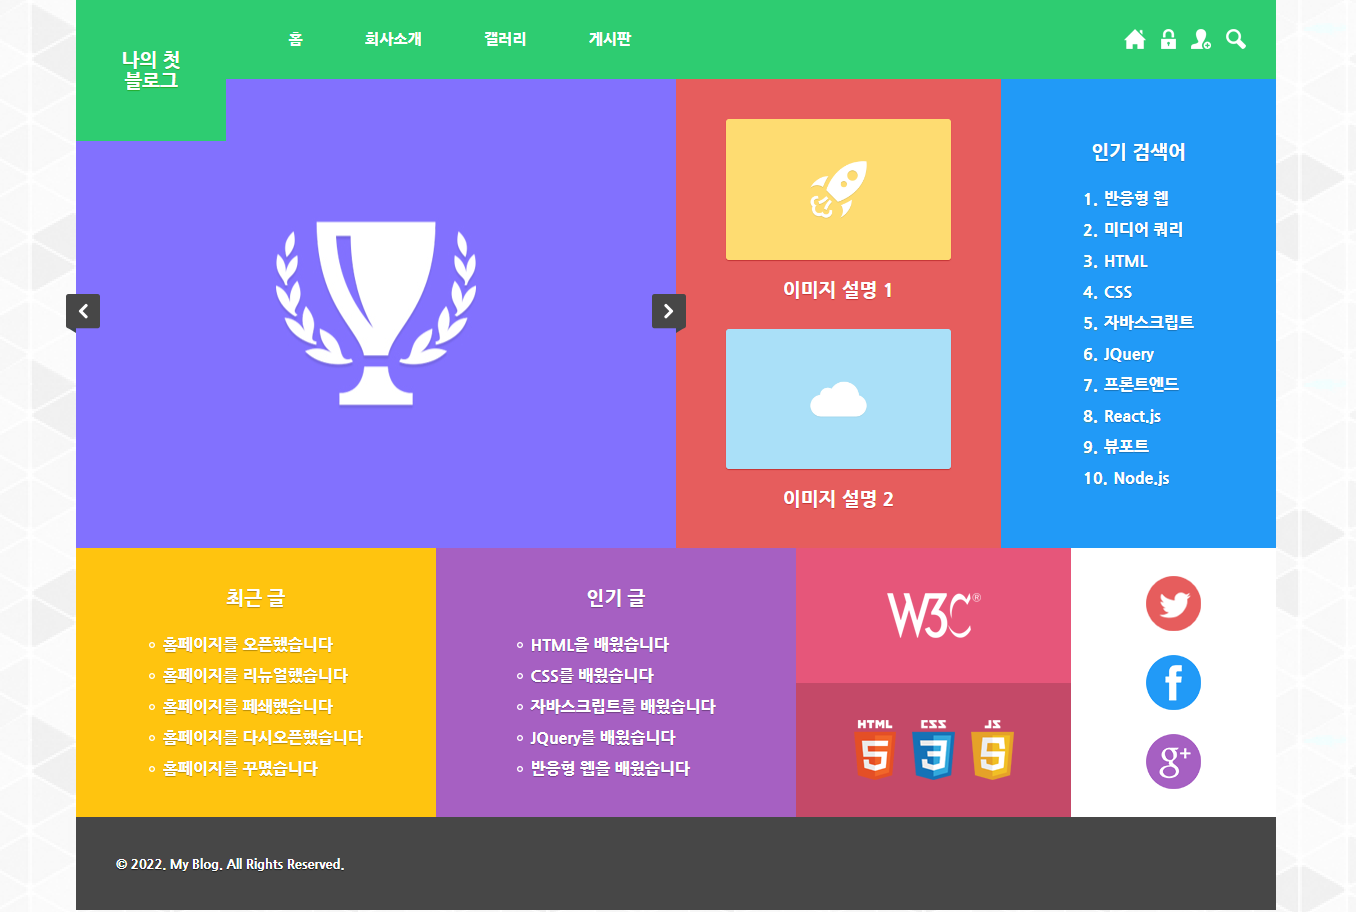 나의 첫
블로그
홈 회사소개 갤러리 게시판
이미지 설명 1
이미지 설명 2
인기 검색어
1. 반응형 웹
2. 미디어 쿼리
3. HTML
4. CSS
5. 자바스크립트
6. JQuery
7. 프론트엔드
8. React.js
9. 뷰포트
10. Node.js
최근 글
홈페이지를 오픈했습니다
홈페이지를 리뉴얼했습니다
홈페이지를 폐쇄했습니다
홈페이지를 다시오픈했습니다
홈페이지를 꾸몄습니다
인기 글
HTML을 배웠습니다
CSS를 배웠습니다
자바스크립트를 배웠습니다
JQuery를 배웠습니다
반응형 웹을 배웠습니다
W3C®
HTML CSS JS
5 3 5
g+
© 2022. My Blog. All Rights Reserved.